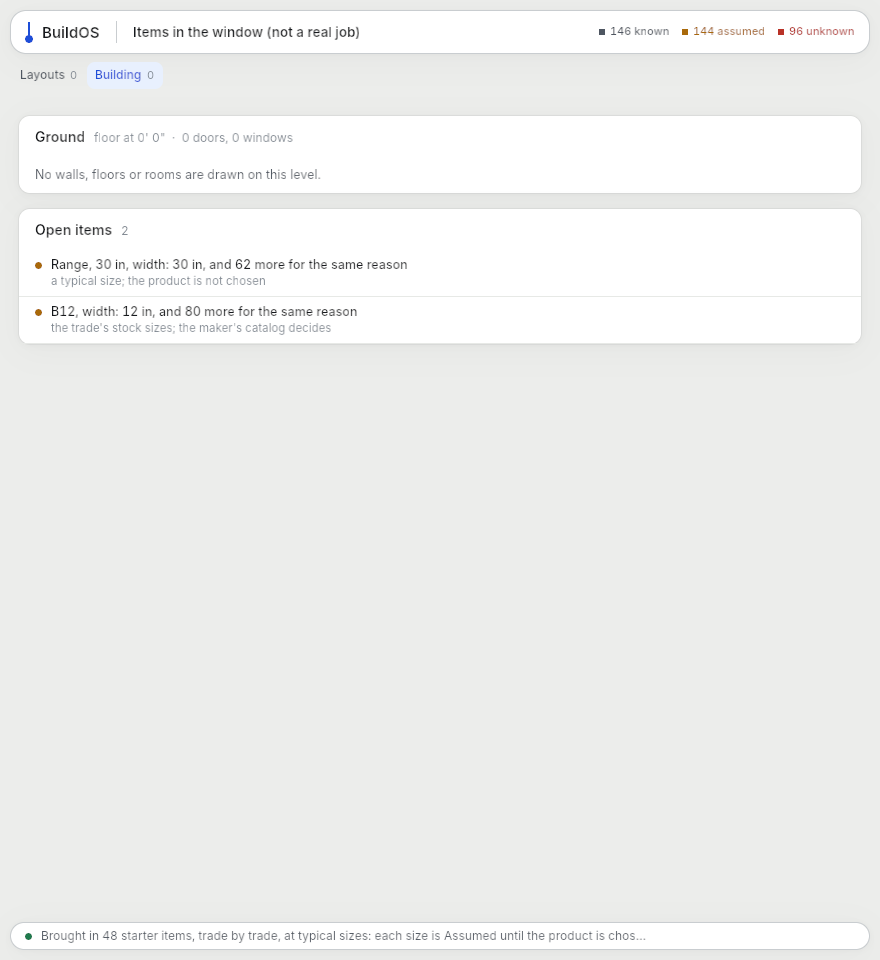 BuildOS
Items in the window (not a real job)
146 known
144 assumed
96 unknown
Layouts 0
Building 0
Ground floor at 0' 0" · 0 doors, 0 windows
No walls, floors or rooms are drawn on this level.
Open items 2
Range, 30 in, width: 30 in, and 62 more for the same reason
a typical size; the product is not chosen
B12, width: 12 in, and 80 more for the same reason
the trade's stock sizes; the maker's catalog decides
Brought in 48 starter items, trade by trade, at typical sizes: each size is Assumed until the product is chos...